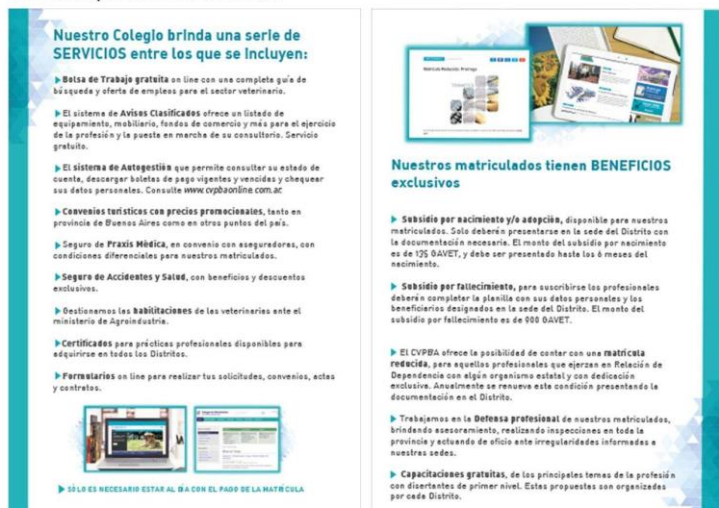 Nuestro Colegio brinda una serie de
SERVICIOS entre los que se incluyen:
Bolsa de Trabajo gratuita on line con una completa guía de
búsqueda y oferta de empleos para el sector veterinario.
El sistema de Avisos Clasificados ofrece un listado de
equipamiento, mobiliario, fondos de comercio y más para el ejercicio
de la profesión y la puesta en marcha de su consultorio. Servicio
gratuito.
El sistema de Autogestión que permite consultar su estado de
cuenta, descargar boletas de pago vigentes y vencidas y chequear
sus datos personales. Consulte www.cvpbaonline.com.ar.
Convenios turísticos con precios promocionales, tanto en
provincia de Buenos Aires como en otros puntos del país.
Seguro de Praxis Médica, en convenio con aseguradoras, con
condiciones diferenciales para nuestros matriculados.
Seguro de Accidentes y Salud, con beneficios y descuentos
exclusivos.
Gestionamos las habilitaciones de las veterinarias ante el
ministerio de Agroindustria.
Certificados para prácticas profesionales disponibles para
adquirirse en todos los Distritos.
Formularios on line para realizar tus solicitudes, convenios, actas
y contratos.
SÓLO ES NECESARIO ESTAR AL DÍA CON EL PAGO DE LA MATRÍCULA
Nuestros matriculados tienen BENEFICIOS
exclusivos
Subsidio por nacimiento y/o adopción, disponible para nuestros
matriculados. Solo deberán presentarse en la sede del Distrito con
la documentación necesaria. El monto del subsidio por nacimiento
es de 135 GAVET, y debe ser presentado hasta los 6 meses del
nacimiento.
Subsidio por fallecimiento, para suscribirse los profesionales
deberán completar la planilla con sus datos personales y los
beneficiarios designados en la sede del Distrito. El monto del
subsidio por fallecimiento es de 900 GAVET.
El CVPBA ofrece la posibilidad de contar con una matrícula
reducida, para aquellos profesionales que ejerzan en Relación de
Dependencia con algún organismo estatal y con dedicación
exclusiva. Anualmente se renueva esta condición presentando la
documentación en el Distrito.
Trabajamos en la Defensa profesional de nuestros matriculados,
brindando asesoramiento, realizando inspecciones en toda la
provincia y actuando de oficio ante irregularidades informadas a
nuestras sedes.
Capacitaciones gratuitas, de los principales temas de la profesión
con disertantes de primer nivel. Estas propuestas son organizadas
por cada Distrito.